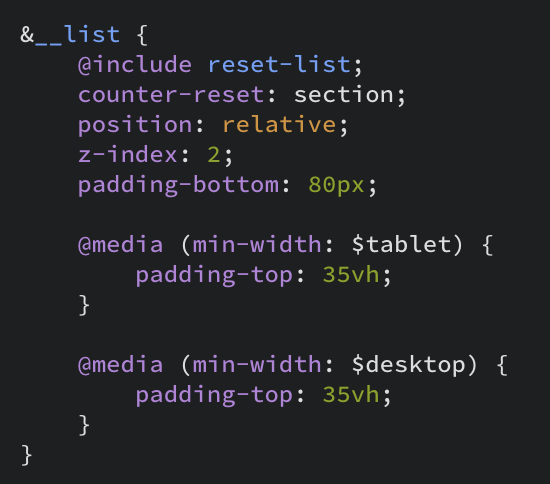 &__list {
    @include reset-list;
    counter-reset: section;
    position: relative;
    z-index: 2;
    padding-bottom: 80px;

    @media (min-width: $tablet) {
        padding-top: 35vh;
    }

    @media (min-width: $desktop) {
        padding-top: 35vh;
    }
}